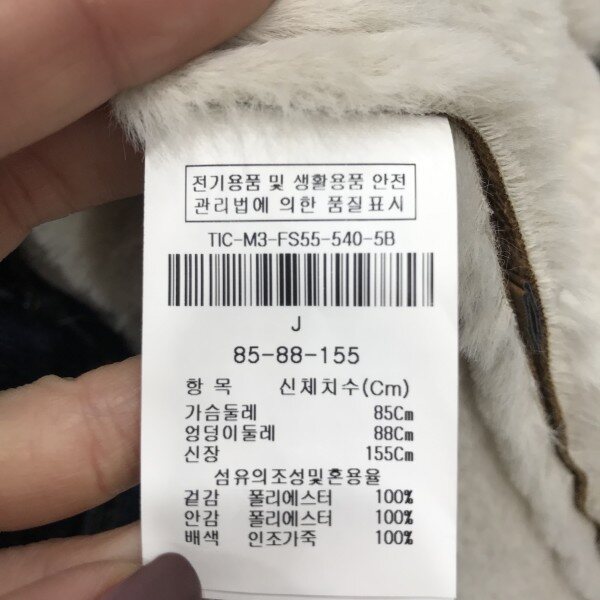 전기용품 및 생활용품 안전
관리법에 의한 품질표시
TIC-M3-FS55-540-5B
J
85-88-155
항 목 신체치수(Cm)
가슴둘레 85Cm
엉덩이둘레 88Cm
신장 155Cm
섬유의조성및혼용율
겉감 폴리에스터 100%
안감 폴리에스터 100%
배색 인조가죽 100%